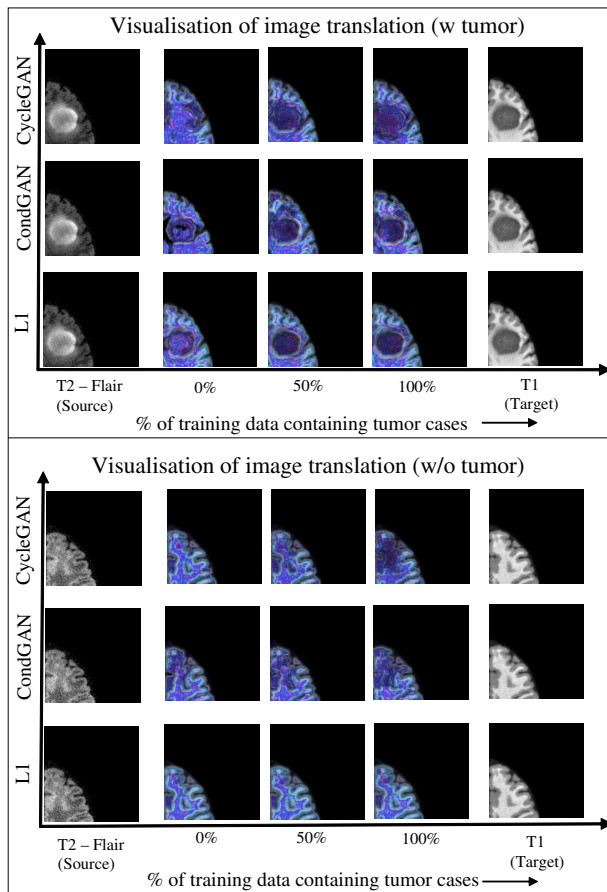 Visualisation of image translation (w tumor)
CycleGAN
CondGAN
L1
T2 – Flair
(Source)
0%
50%
100%
T1
(Target)
% of training data containing tumor cases
Visualisation of image translation (w/o tumor)
CycleGAN
CondGAN
L1
T2 – Flair
(Source)
0%
50%
100%
T1
(Target)
% of training data containing tumor cases